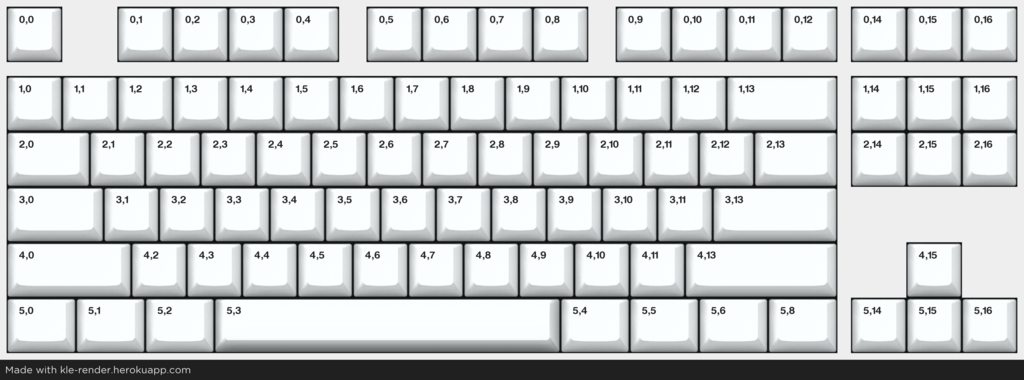 0,0 0,1 0,2 0,3 0,4 0,5 0,6 0,7 0,8 0,9 0,10 0,11 0,12 0,14 0,15 0,16
1,0 1,1 1,2 1,3 1,4 1,5 1,6 1,7 1,8 1,9 1,10 1,11 1,12 1,13 1,14 1,15 1,16
2,0 2,1 2,2 2,3 2,4 2,5 2,6 2,7 2,8 2,9 2,10 2,11 2,12 2,13 2,14 2,15 2,16
3,0 3,1 3,2 3,3 3,4 3,5 3,6 3,7 3,8 3,9 3,10 3,11 3,13
4,0 4,2 4,3 4,4 4,5 4,6 4,7 4,8 4,9 4,10 4,11 4,13 4,15
5,0 5,1 5,2 5,3 5,4 5,5 5,6 5,8 5,14 5,15 5,16
Made with kle-render.herokuapp.com